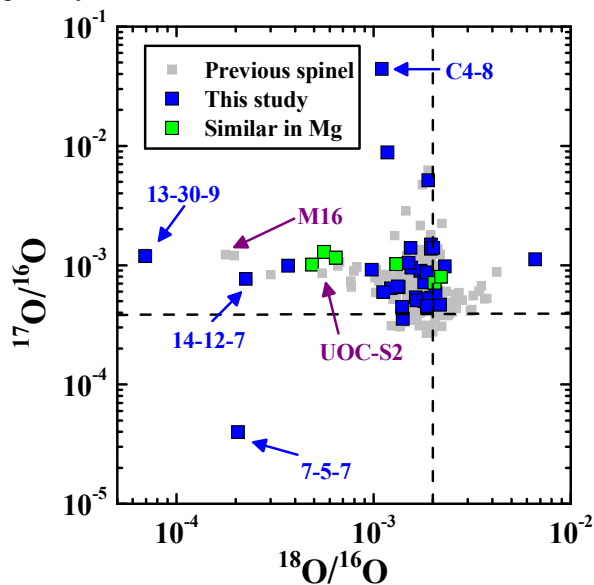 10⁻¹
Previous spinel
This study
Similar in Mg
C4-8
10⁻²
13-30-9
M16
10⁻³
¹⁷O/¹⁶O
14-12-7
UOC-S2
10⁻⁴
7-5-7
10⁻⁵
10⁻⁴ 10⁻³ 10⁻²
¹⁸O/¹⁶O